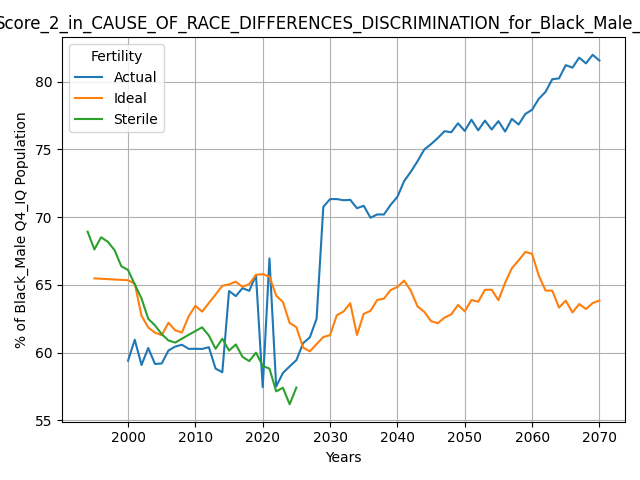 Score_2_in_CAUSE_OF_RACE_DIFFERENCES_DISCRIMINATION_for_Black_Male_
Fertility
Actual
Ideal
Sterile
% of Black_Male Q4_IQ Population
80
75
70
65
60
55
2000
2010
2020
2030
2040
2050
2060
2070
Years